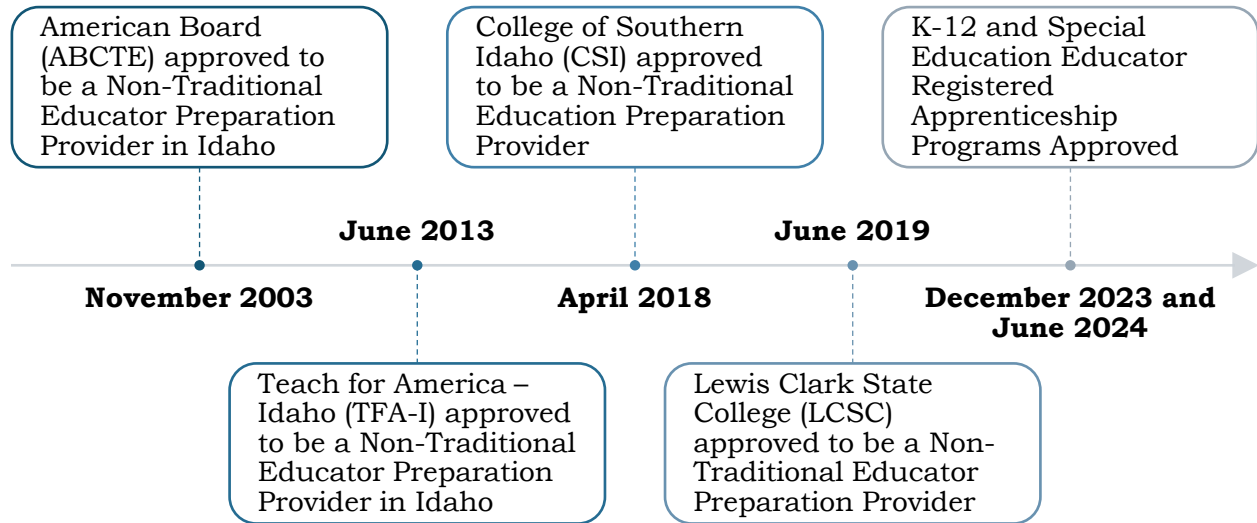 American Board
(ABCTE) approved to
be a Non-Traditional
Educator Preparation
Provider in Idaho
College of Southern
Idaho (CSI) approved
to be a Non-Traditional
Education Preparation
Provider
K-12 and Special
Education Educator
Registered
Apprenticeship
Programs Approved
June 2013
June 2019
November 2003
April 2018
December 2023 and
June 2024
Teach for America –
Idaho (TFA-I) approved
to be a Non-Traditional
Educator Preparation
Provider in Idaho
Lewis Clark State
College (LCSC)
approved to be a Non-
Traditional Educator
Preparation Provider